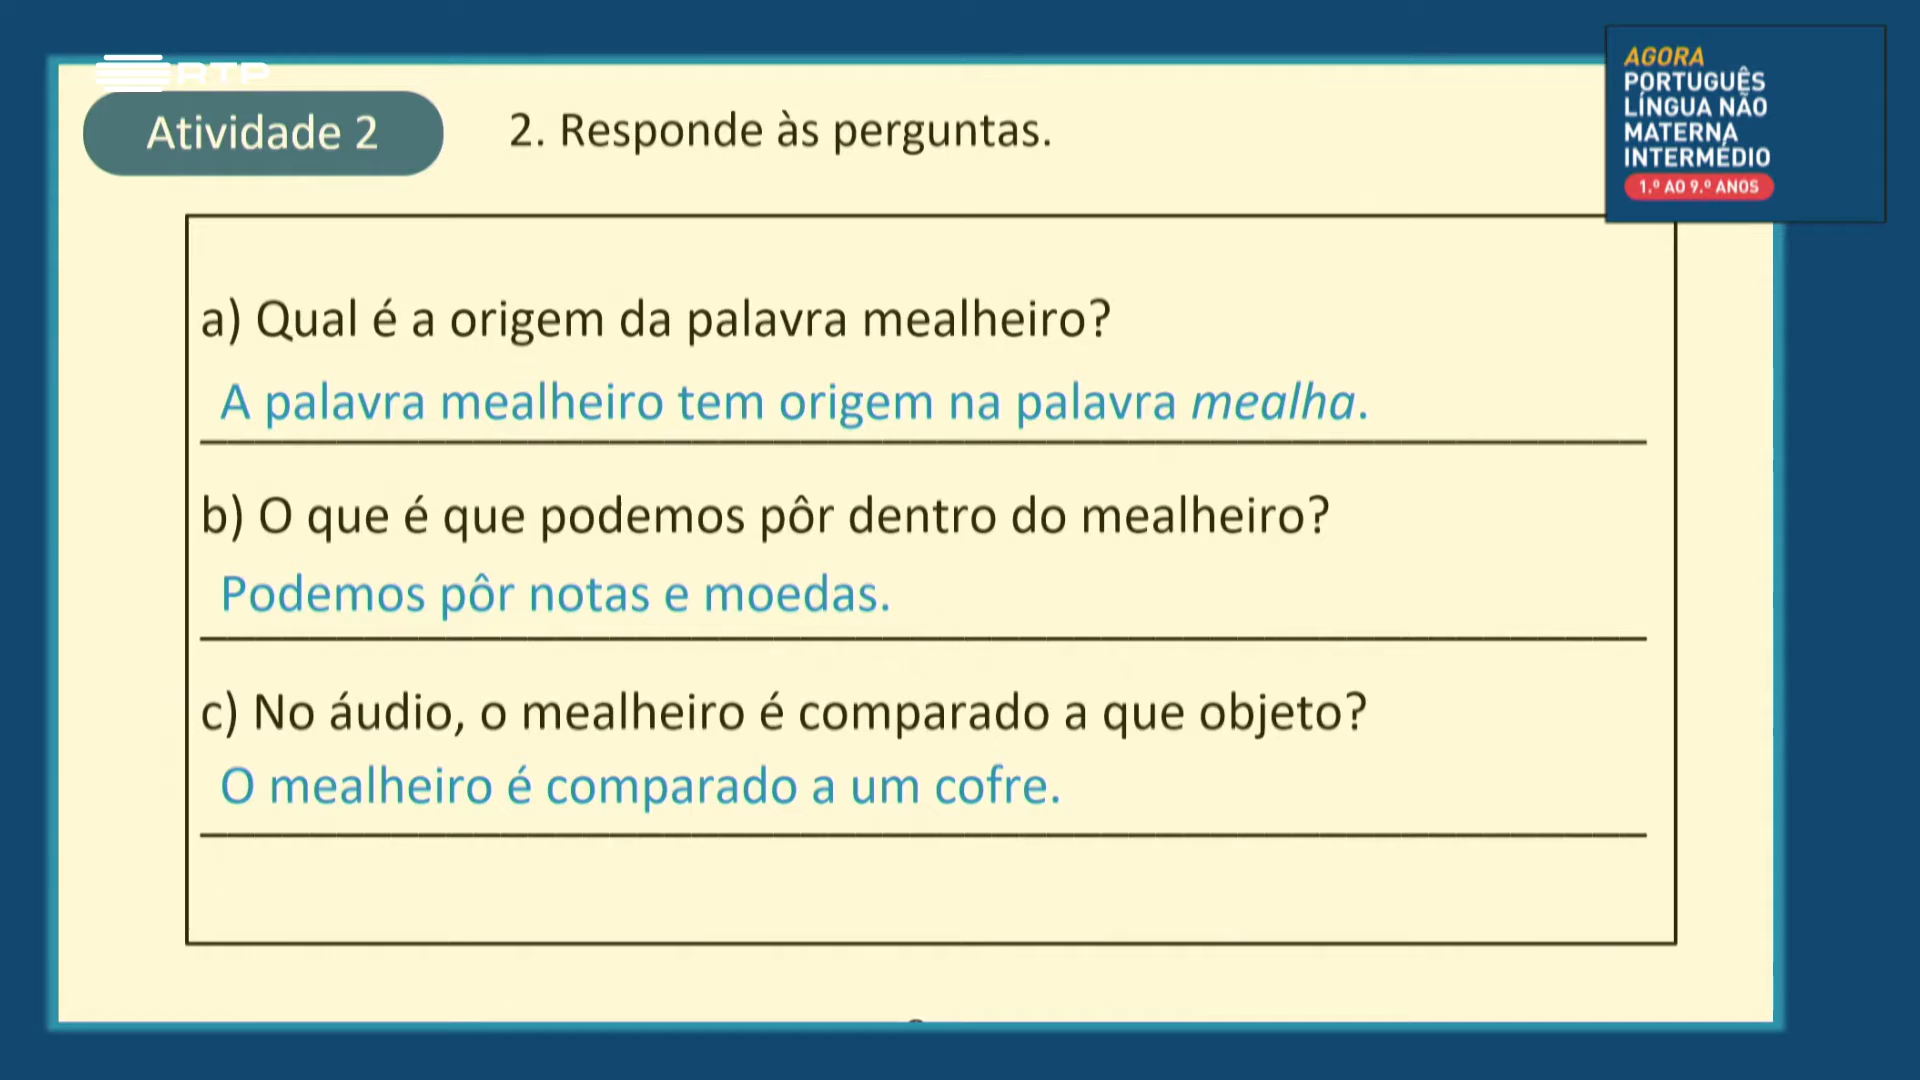 RTP
Atividade 2
2. Responde às perguntas.
AGORA
PORTUGUÊS
LÍNGUA NÃO
MATERNA
INTERMÉDIO
1.º AO 9.º ANOS
a) Qual é a origem da palavra mealheiro?
A palavra mealheiro tem origem na palavra mealha.
b) O que é que podemos pôr dentro do mealheiro?
Podemos pôr notas e moedas.
c) No áudio, o mealheiro é comparado a que objeto?
O mealheiro é comparado a um cofre.